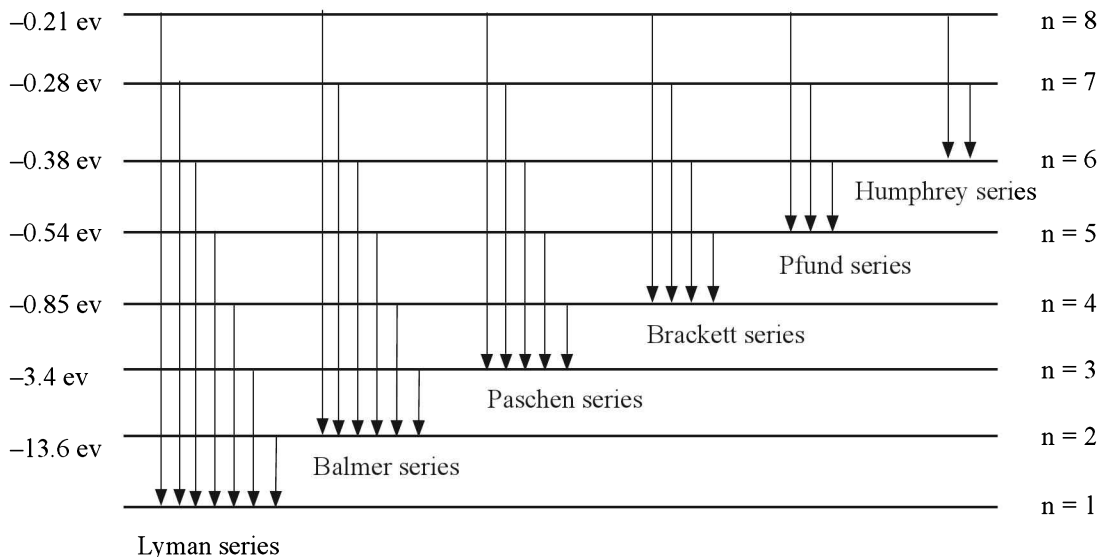 –0.21 ev n = 8
–0.28 ev n = 7
–0.38 ev n = 6
Humphrey series
–0.54 ev n = 5
Pfund series
–0.85 ev n = 4
Brackett series
–3.4 ev n = 3
Paschen series
–13.6 ev n = 2
Balmer series
n = 1
Lyman series